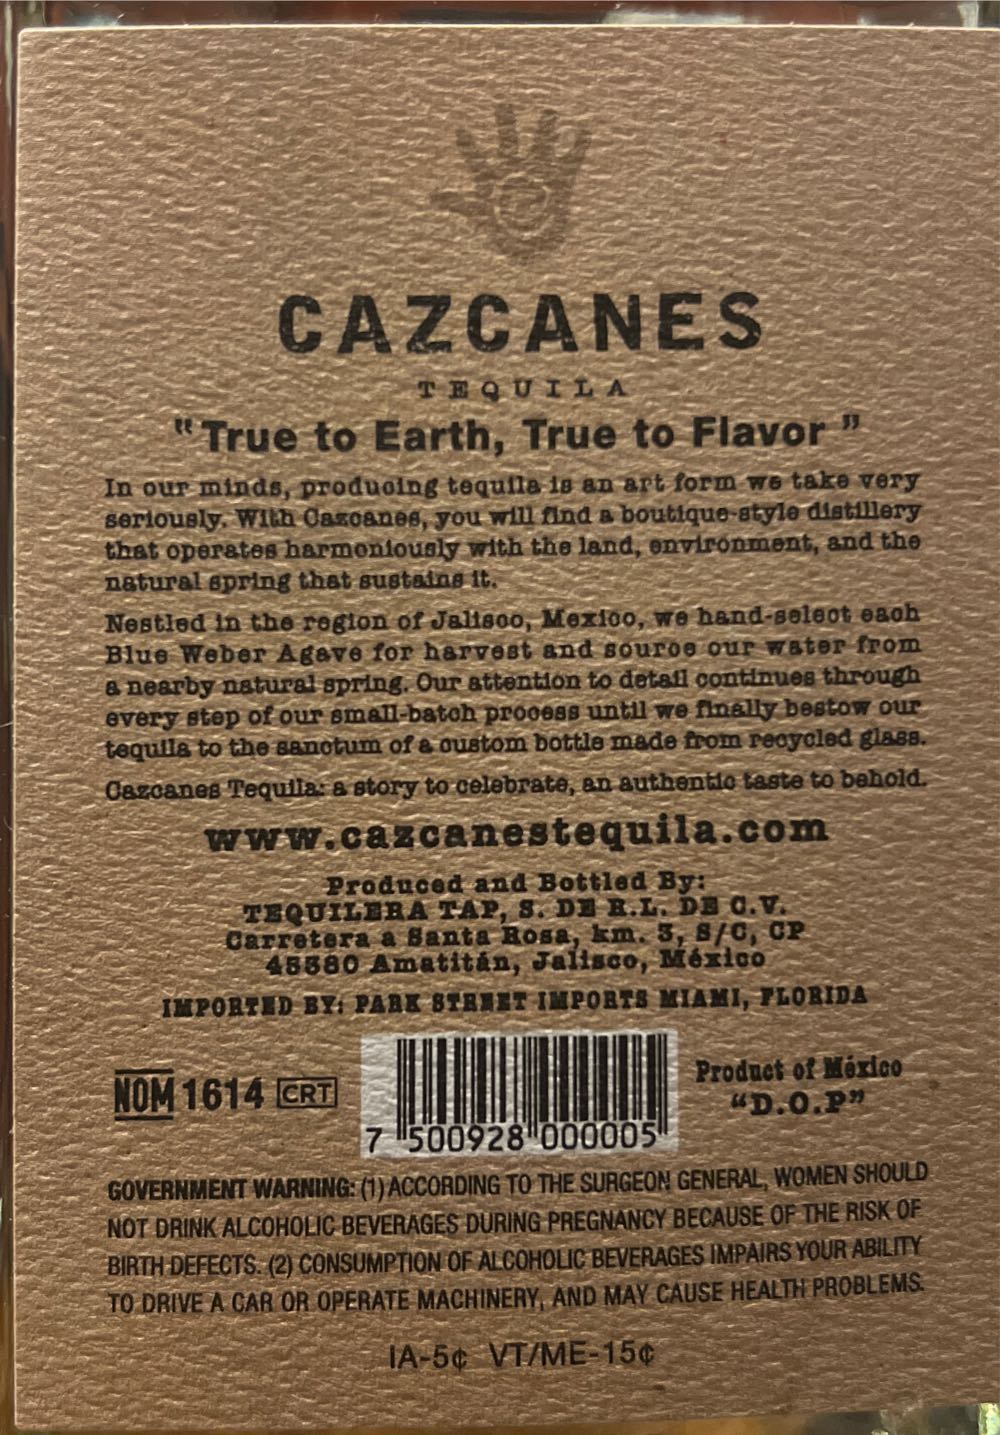 CAZCANES
TEQUILA
"True to Earth, True to Flavor"
In our minds, producing tequila is an art form we take very
seriously. With Cazcanes, you will find a boutique-style distillery
that operates harmoniously with the land, environment, and the
natural spring that sustains it.
Nestled in the region of Jalisco, Mexico, we hand-select each
Blue Weber Agave for harvest and source our water from
a nearby natural spring. Our attention to detail continues through
every step of our small-batch process until we finally bestow our
tequila to the sanctum of a custom bottle made from recycled glass.
Cazcanes Tequila: a story to celebrate, an authentic taste to behold.
www.cazcanestequila.com
Produced and Bottled By:
TEQUILERA TAP, S. DE R.L. DE C.V.
Carretera a Santa Rosa, km. 3, S/C, CP
45380 Amatitán, Jalisco, México
IMPORTED BY: PARK STREET IMPORTS MIAMI, FLORIDA
NOM 1614 CRT
7 500928 000005
Product of México
"D.O.P"
GOVERNMENT WARNING: (1) ACCORDING TO THE SURGEON GENERAL, WOMEN SHOULD
NOT DRINK ALCOHOLIC BEVERAGES DURING PREGNANCY BECAUSE OF THE RISK OF
BIRTH DEFECTS. (2) CONSUMPTION OF ALCOHOLIC BEVERAGES IMPAIRS YOUR ABILITY
TO DRIVE A CAR OR OPERATE MACHINERY, AND MAY CAUSE HEALTH PROBLEMS.
IA-5¢ VT/ME-15¢